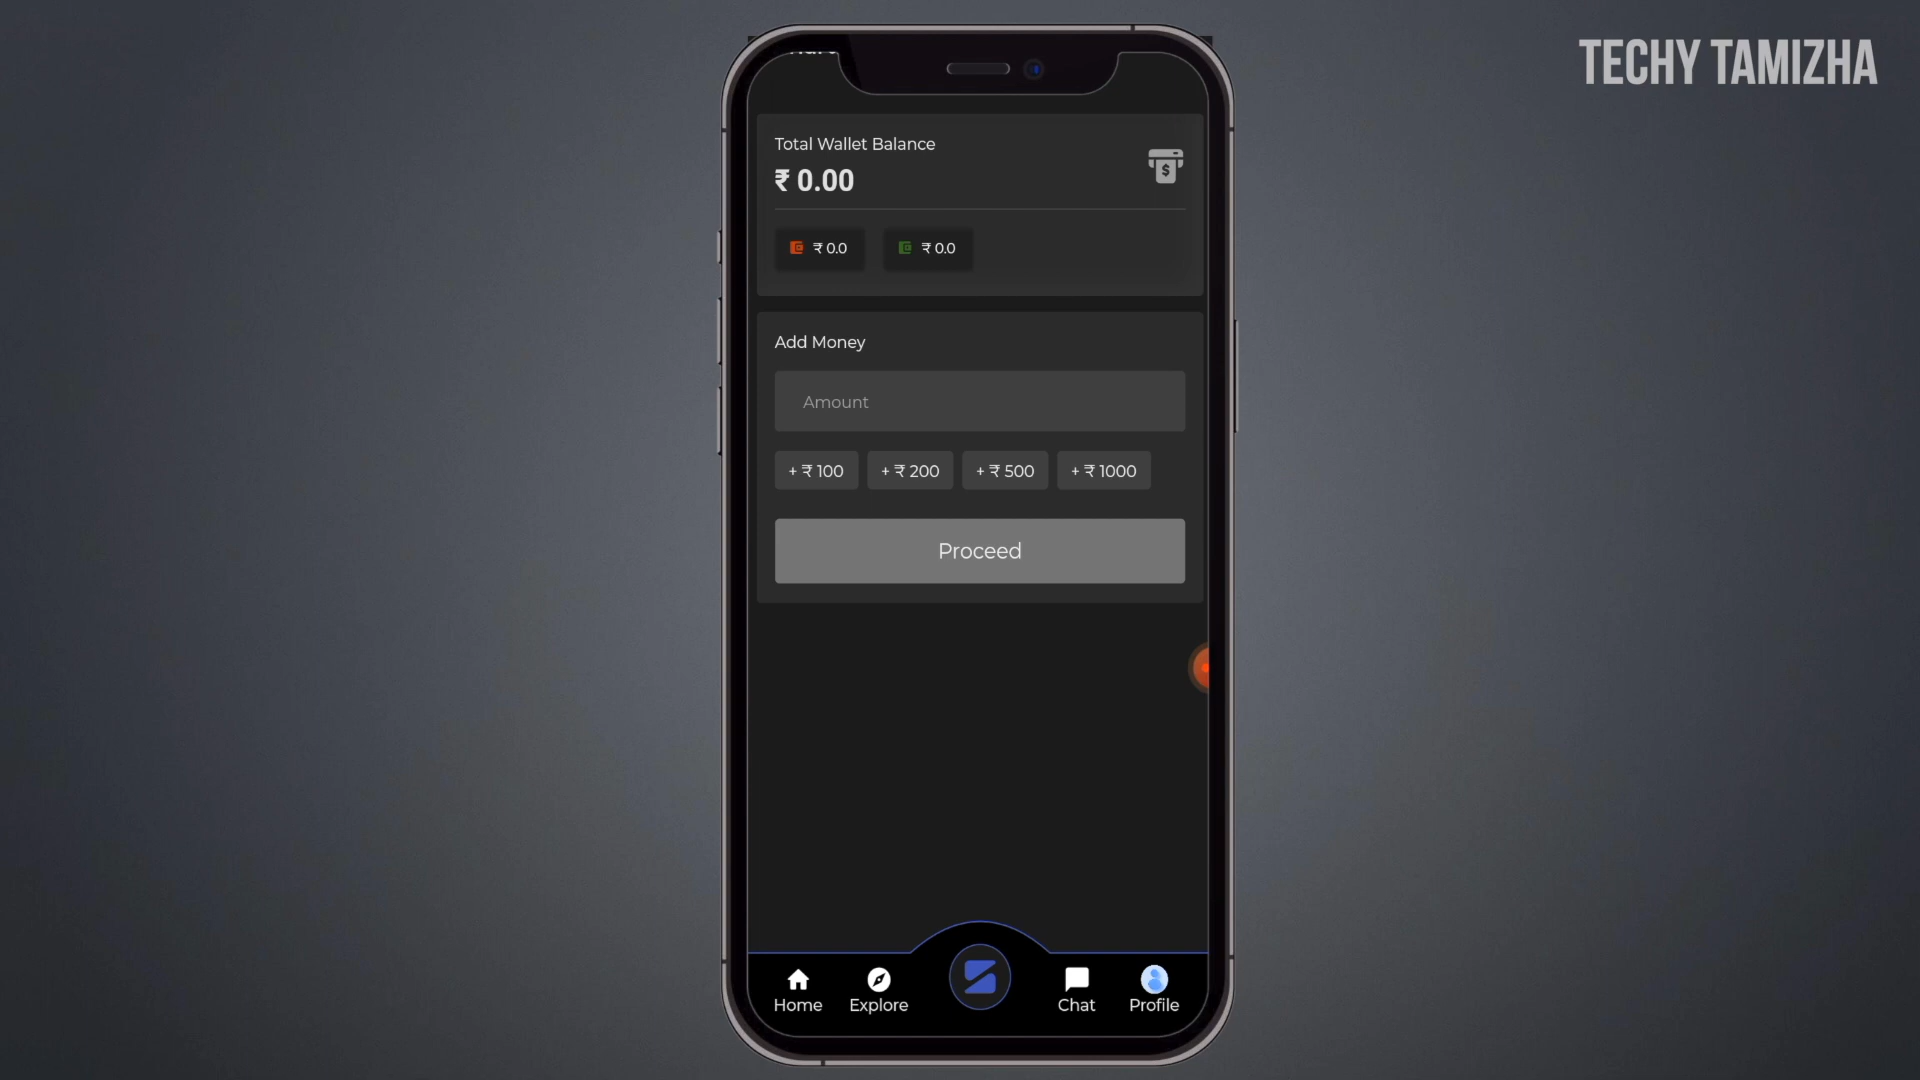 TECHY TAMIZHA
Total Wallet Balance
₹ 0.00
₹ 0.0
₹ 0.0
Add Money
Amount
+ ₹ 100
+ ₹ 200
+ ₹ 500
+ ₹ 1000
Proceed
Home
Explore
Chat
Profile